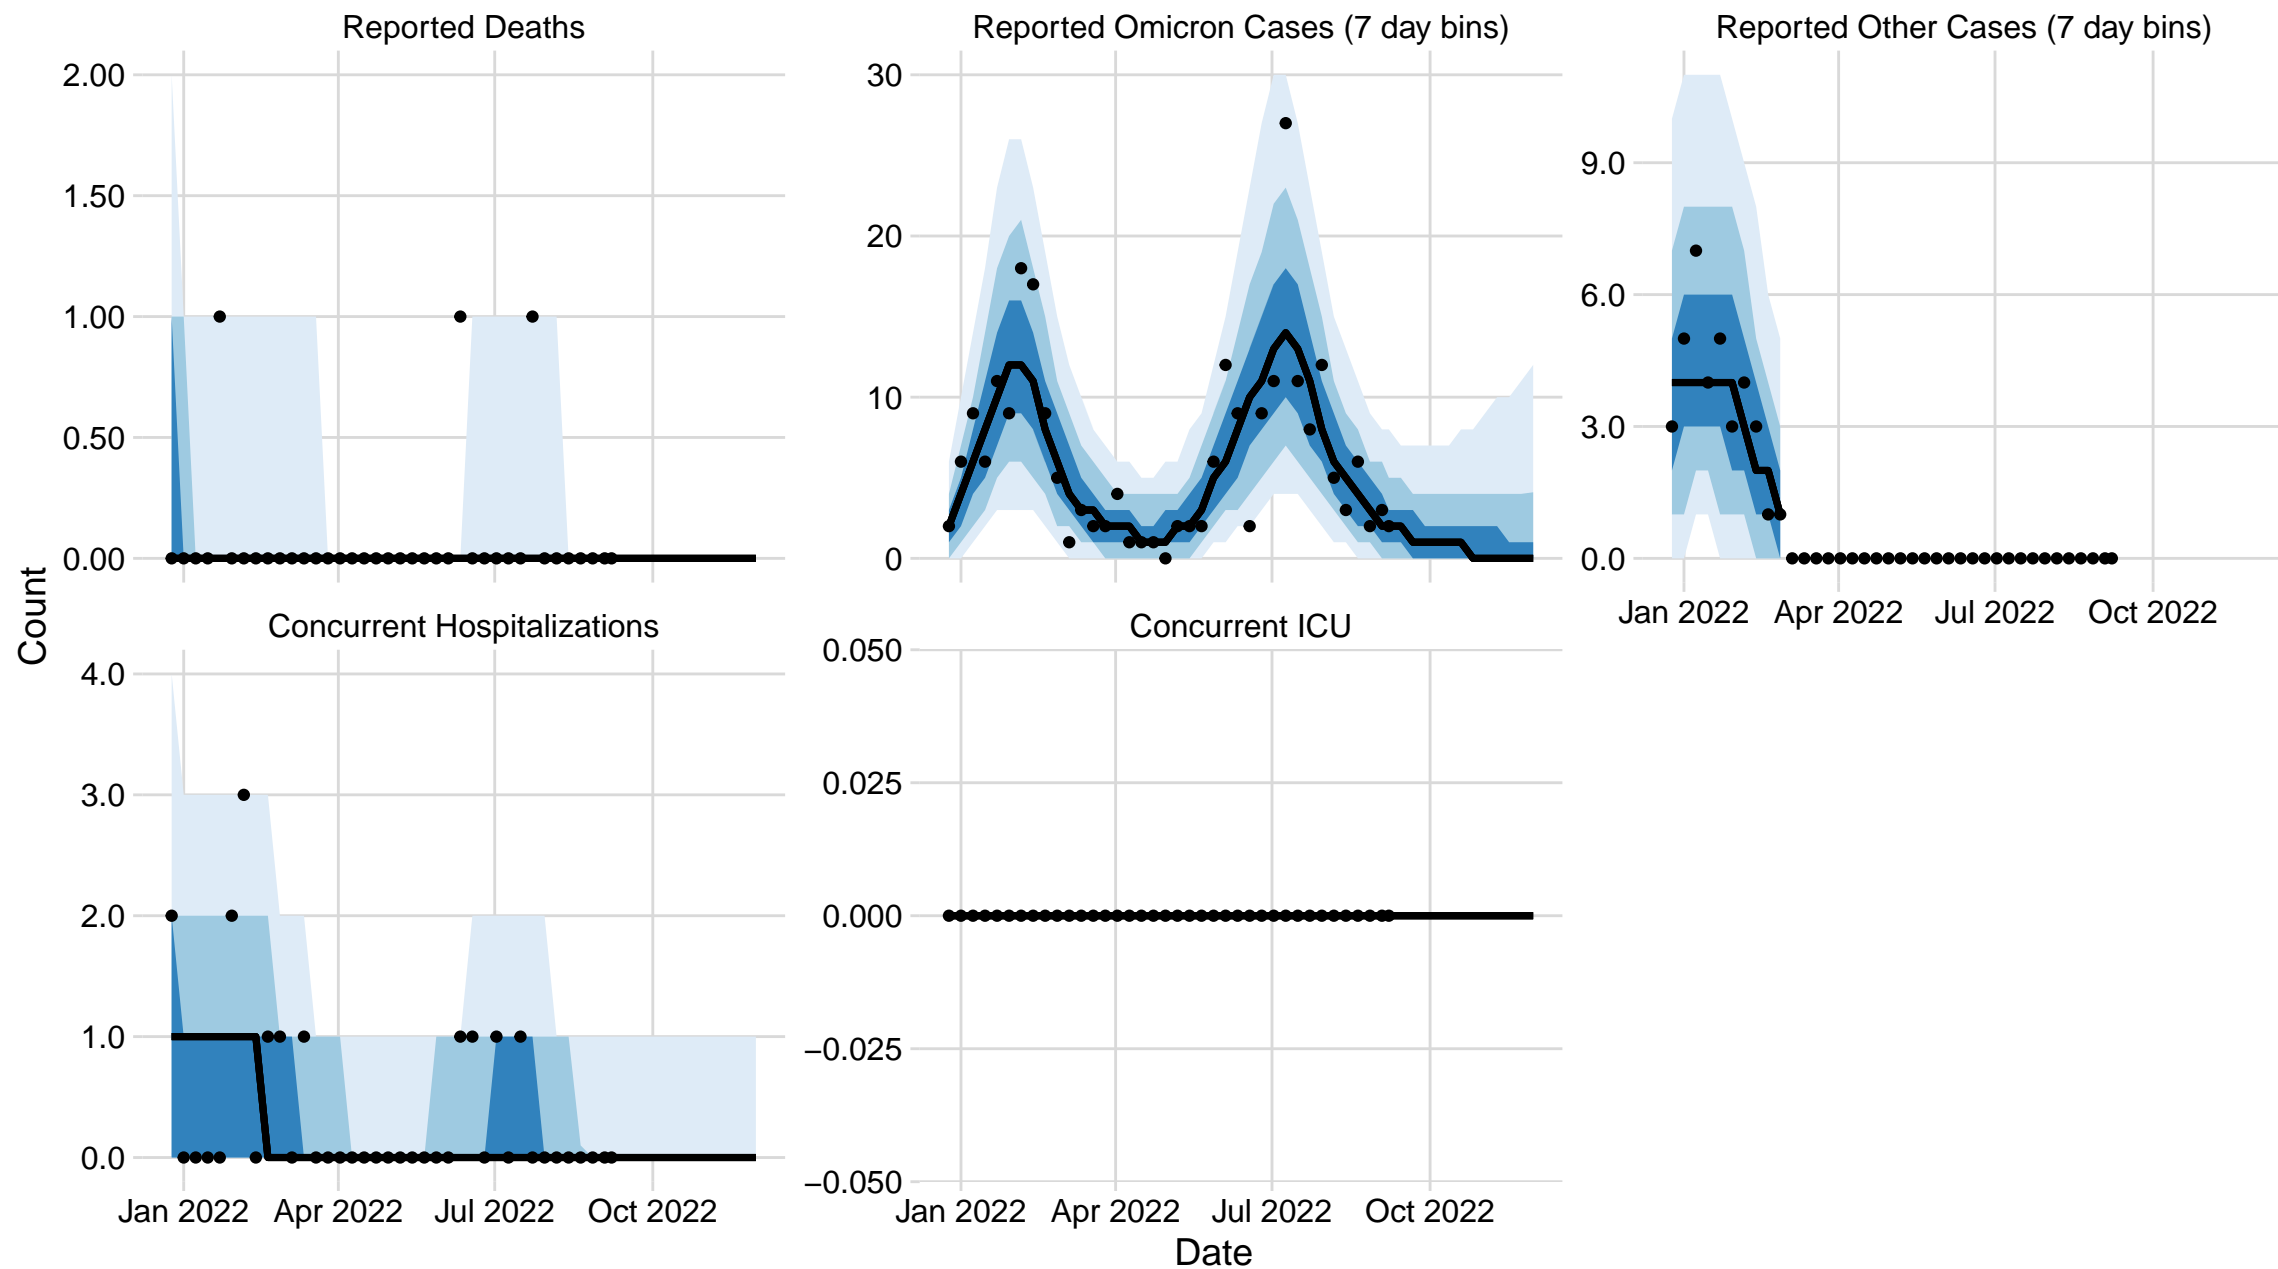 Reported Deaths
Reported Omicron Cases (7 day bins)
Reported Other Cases (7 day bins)
2.00
1.50
1.00
0.50
0.00
30
20
10
0
9.0
6.0
3.0
0.0
Jan 2022 Apr 2022 Jul 2022 Oct 2022
Count
Concurrent Hospitalizations
Concurrent ICU
4.0
3.0
2.0
1.0
0.0
Jan 2022 Apr 2022 Jul 2022 Oct 2022
0.050
0.025
0.000
−0.025
−0.050
Jan 2022 Apr 2022 Jul 2022 Oct 2022
Date